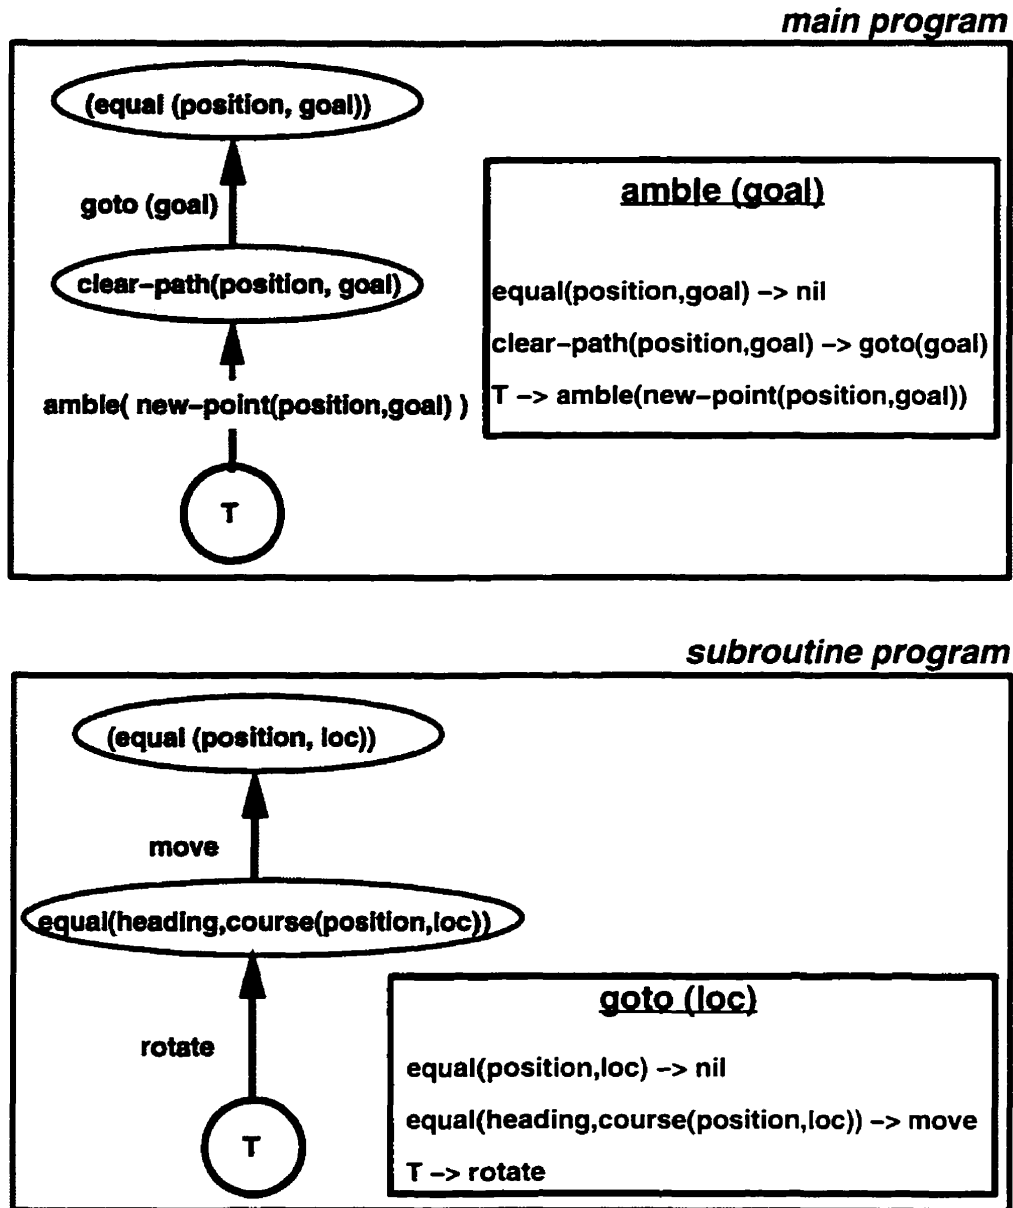 main program
(equal (position, goal))
goto (goal)
clear–path(position, goal)
amble( new–point(position,goal) )
T
amble (goal)
equal(position,goal) –> nil
clear–path(position,goal) –> goto(goal)
T –> amble(new–point(position,goal))
subroutine program
(equal (position, loc))
move
equal(heading,course(position,loc))
rotate
T
goto (loc)
equal(position,loc) –> nil
equal(heading,course(position,loc)) –> move
T –> rotate